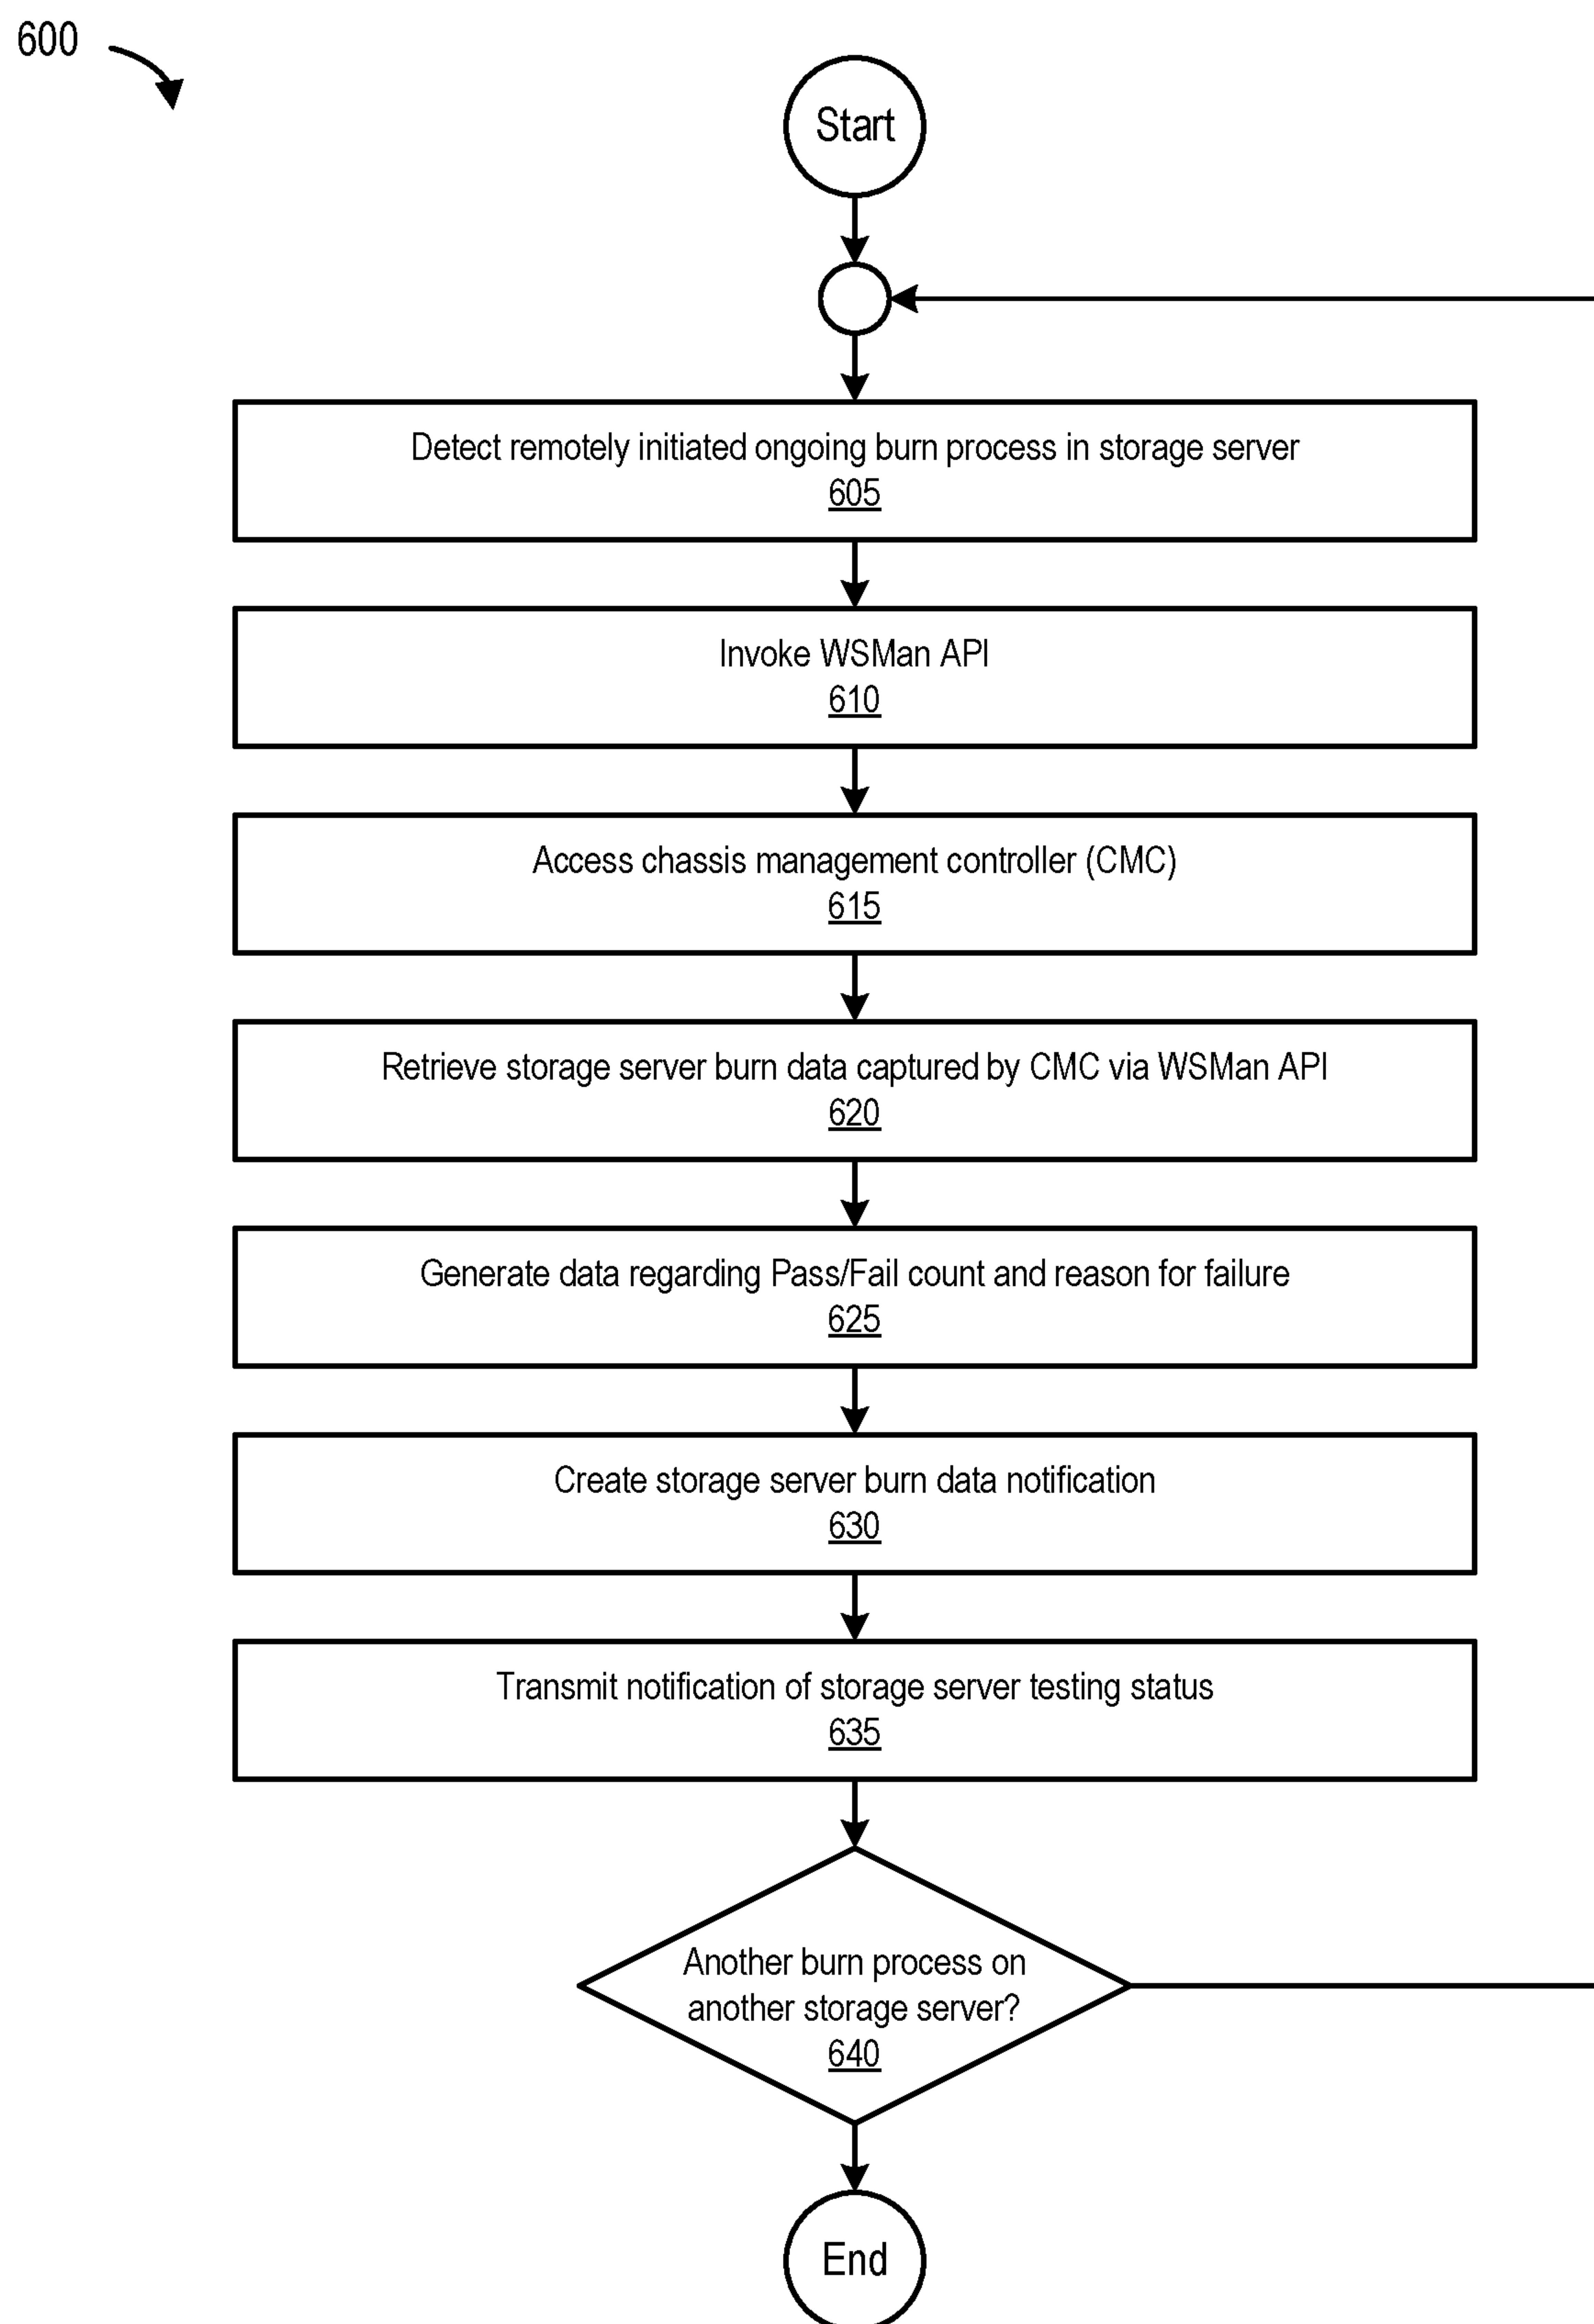 600
Start
Detect remotely initiated ongoing burn process in storage server
605
Invoke WSMan API
610
Access chassis management controller (CMC)
615
Retrieve storage server burn data captured by CMC via WSMan API
620
Generate data regarding Pass/Fail count and reason for failure
625
Create storage server burn data notification
630
Transmit notification of storage server testing status
635
Another burn process on
another storage server?
640
End